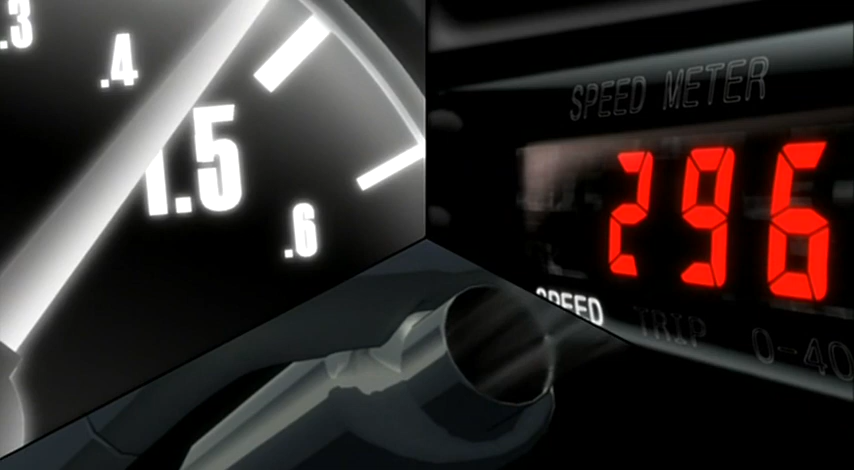 .3
.4
1.5
.6
SPEED METER
296
SPEED
TRIP
0-40